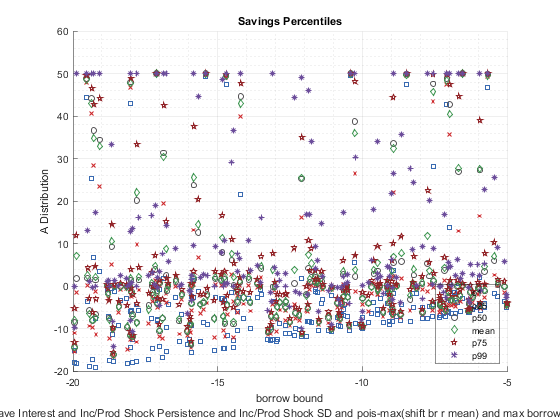 Savings Percentiles
60
50
40
30
20
10
0
-10
-20
A Distribution
p50
mean
p75
p99
-20
-15
-10
-5
borrow bound
ave Interest and Inc/Prod Shock Persistence and Inc/Prod Shock SD and pois-max(shift br r mean) and max borrow